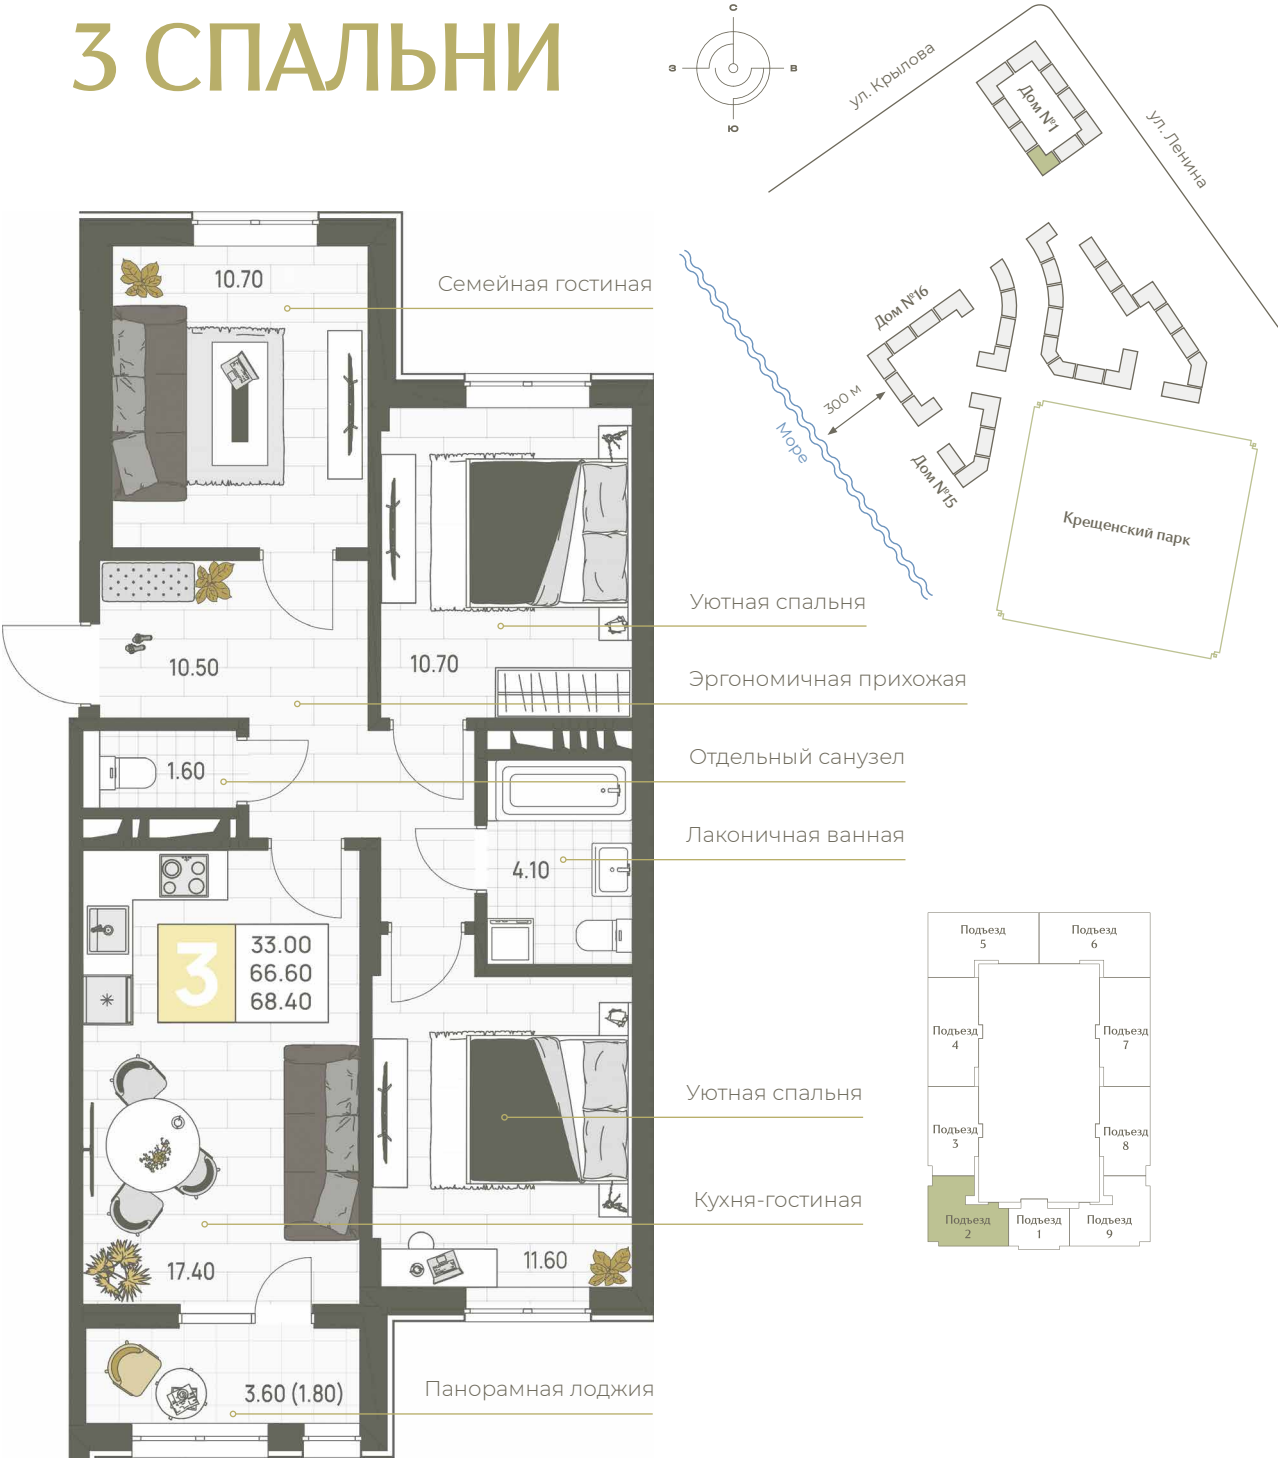 3 СПАЛЬНИ
С
З
В
Ю
ул. Крылова
ул. Ленина
Дом №1
Дом №16
Дом №15
300 м
Море
Крещенский парк
10.70
Семейная гостиная
Уютная спальня
10.70
10.50
Эргономичная прихожая
Отдельный санузел
1.60
Лаконичная ванная
4.10
3
33.00
66.60
68.40
Уютная спальня
Кухня-гостиная
11.60
17.40
Панорамная лоджия
3.60 (1.80)
Подъезд
5
Подъезд
6
Подъезд
4
Подъезд
7
Подъезд
3
Подъезд
8
Подъезд
2
Подъезд
1
Подъезд
9